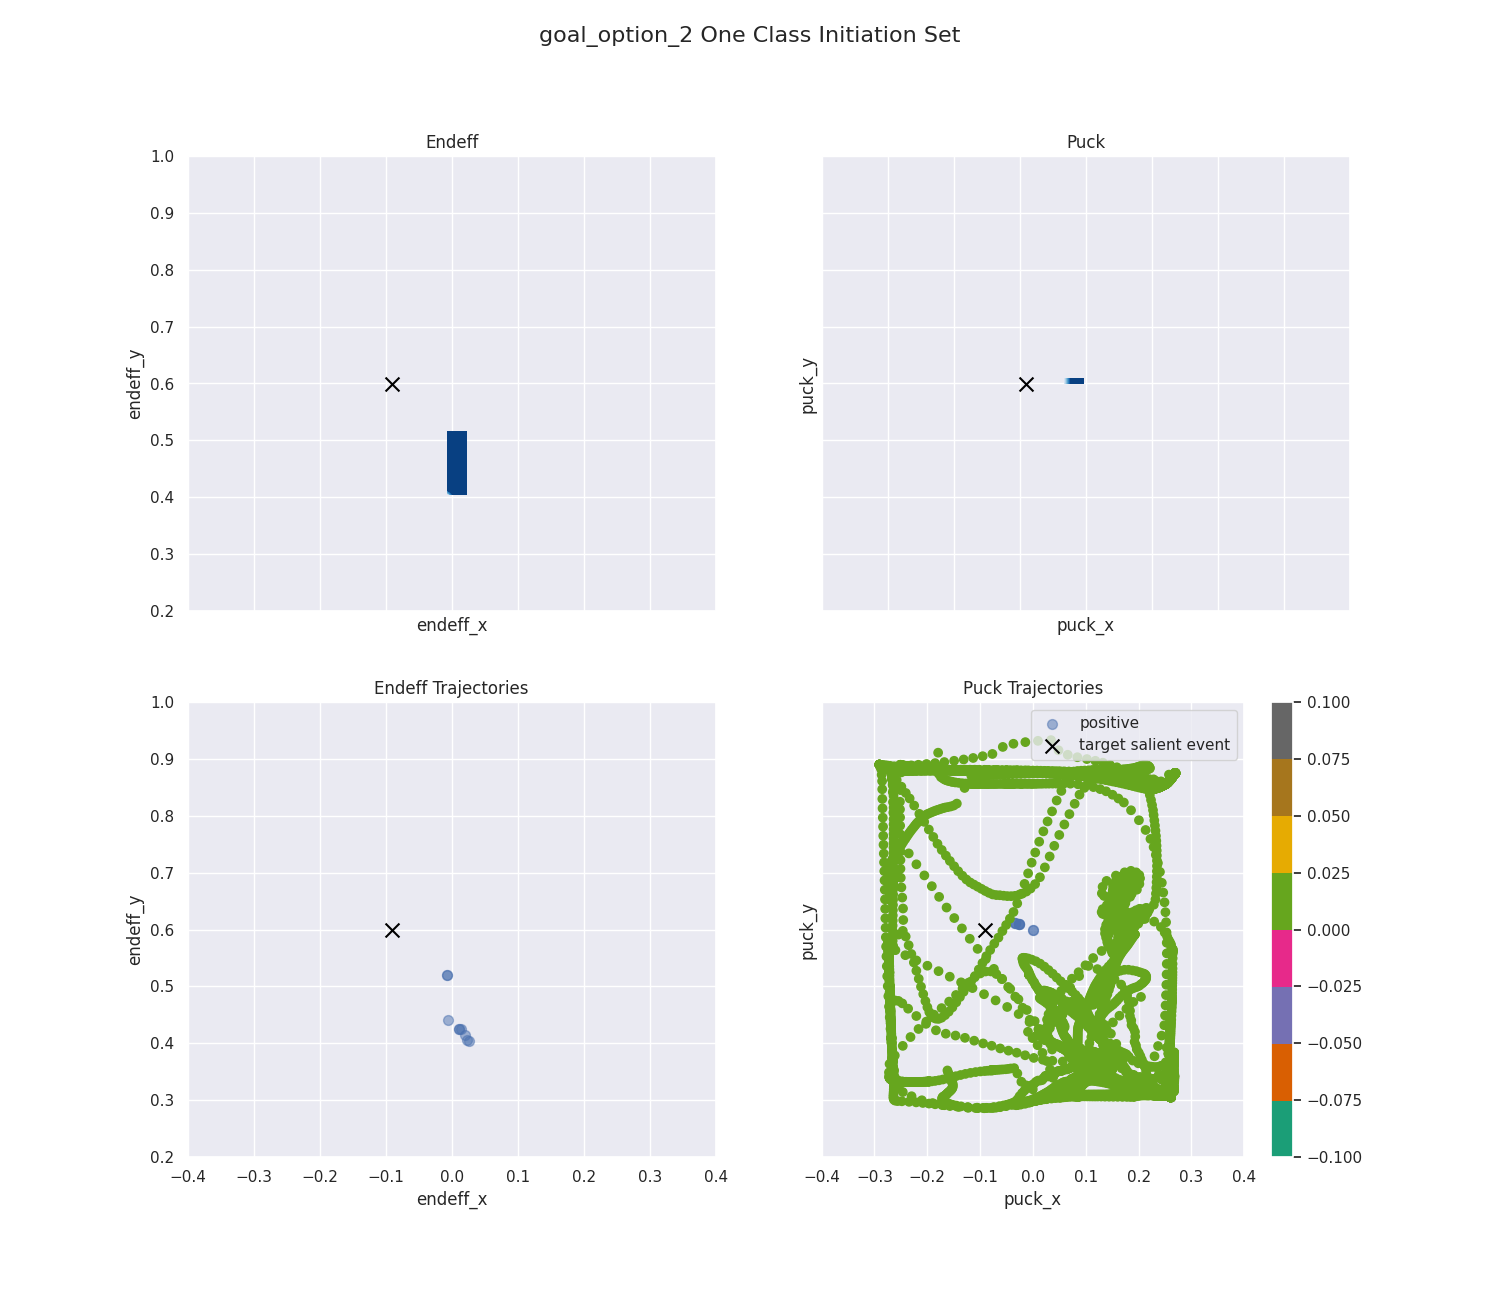 goal_option_2 One Class Initiation Set
Endeff
1.0
0.9
0.8
0.7
0.6
0.5
0.4
0.3
0.2
endeff_y
endeff_x
Puck
puck_y
puck_x
Endeff Trajectories
1.0
0.9
0.8
0.7
0.6
0.5
0.4
0.3
0.2
endeff_y
−0.4 −0.3 −0.2 −0.1 0.0 0.1 0.2 0.3 0.4
endeff_x
Puck Trajectories
positive
target salient event
puck_y
−0.4 −0.3 −0.2 −0.1 0.0 0.1 0.2 0.3 0.4
puck_x
0.100
0.075
0.050
0.025
0.000
−0.025
−0.050
−0.075
−0.100